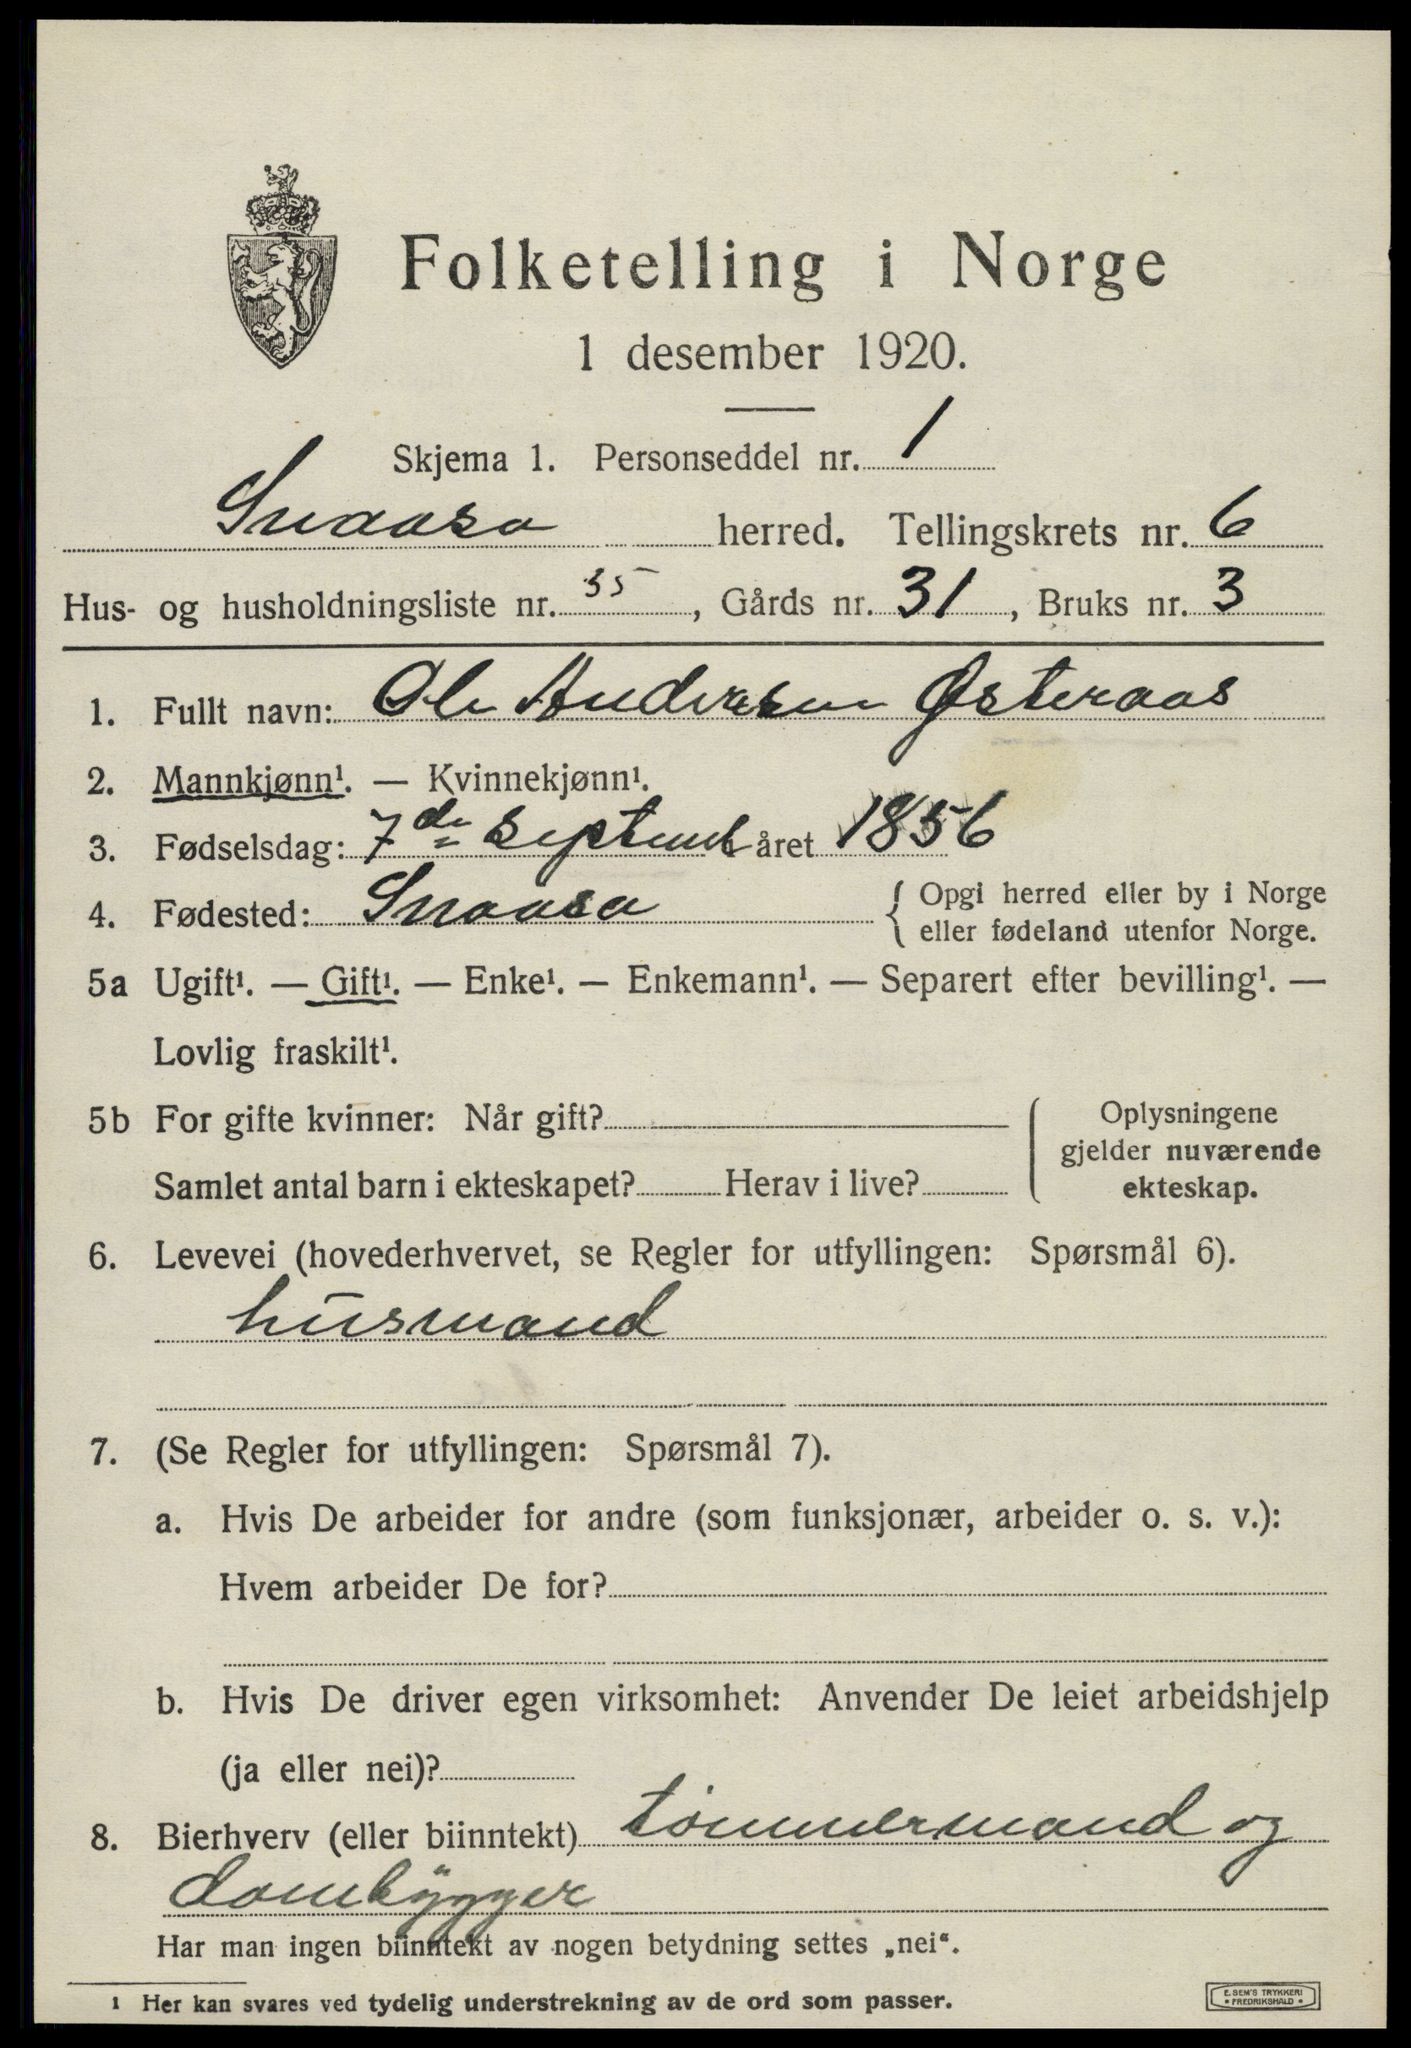 Folketelling i Norge
1 desember 1920.
Skjema 1. Personseddel nr. 1
Snaasa herred. Tellingskrets nr. 6
Hus- og husholdningsliste nr. 35, Gårds nr. 31, Bruks nr. 3
1. Fullt navn: Ole Andersen Østeraas
2. Mannkjønn¹. — Kvinnekjønn¹.
3. Fødselsdag: 7de septemb året 1856
4. Fødested: Snaasa { Opgi herred eller by i Norge
eller fødeland utenfor Norge.
5a Ugift¹. — Gift¹. — Enke¹. — Enkemann¹. — Separert efter bevilling¹. —
Lovlig fraskilt¹.
5b For gifte kvinner: Når gift? Oplysningene
gjelder nuværende
Samlet antal barn i ekteskapet? Herav i live? ekteskap.
6. Levevei (hovederhvervet, se Regler for utfyllingen: Spørsmål 6).
husmand
7. (Se Regler for utfyllingen: Spørsmål 7).
a. Hvis De arbeider for andre (som funksjonær, arbeider o. s. v.):
Hvem arbeider De for?
b. Hvis De driver egen virksomhet: Anvender De leiet arbeidshjelp
(ja eller nei)?
8. Bierhverv (eller biinntekt) tømmermand og
dambygger
Har man ingen biinntekt av nogen betydning settes „nei“.
1 Her kan svares ved tydelig understrekning av de ord som passer.
E. SEM'S TRYKKERI
• FREDRIKSHALD •